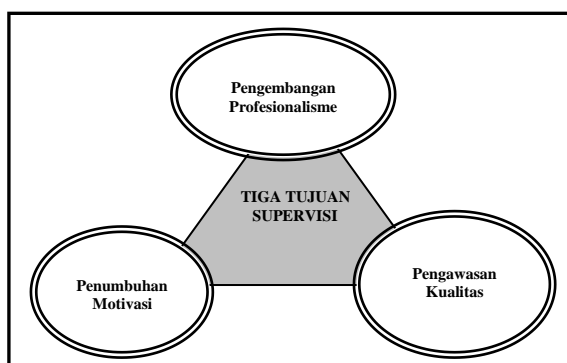 Pengembangan
Profesionalisme
TIGA TUJUAN
SUPERVISI
Penumbuhan
Motivasi
Pengawasan
Kualitas